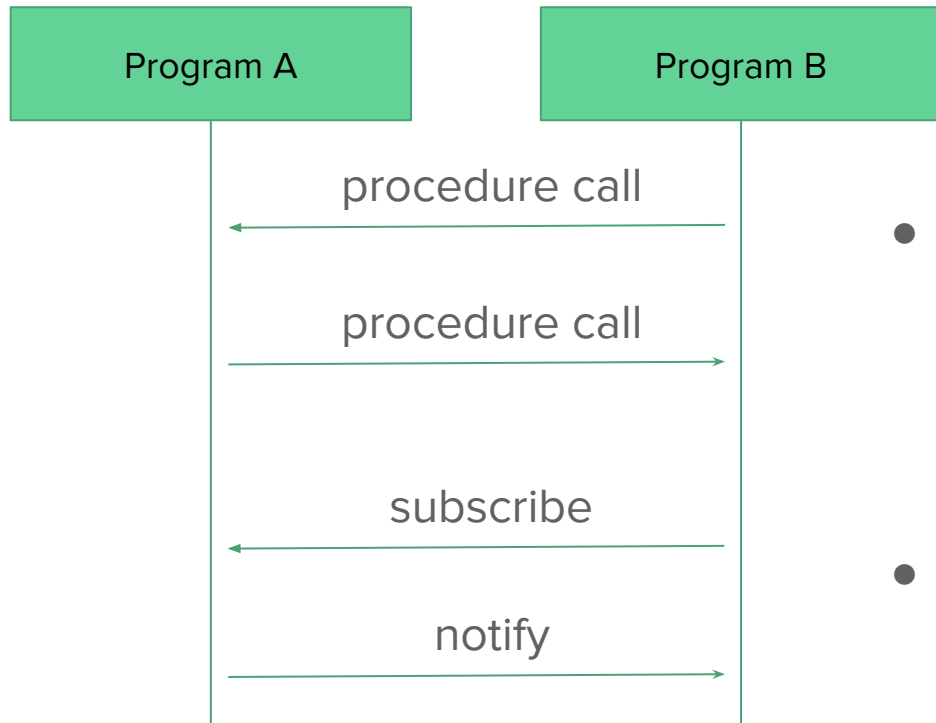 Program A
Program B
procedure call
procedure call
subscribe
notify